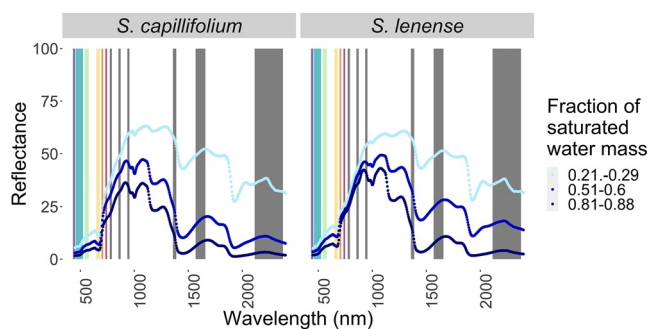 S. capillifolium
S. lenense
100
75
50
25
0
Reflectance
500
1000
1500
2000
500
1000
1500
2000
Wavelength (nm)
Fraction of
saturated
water mass
0.21.-0.29
0.51-0.6
0.81-0.88